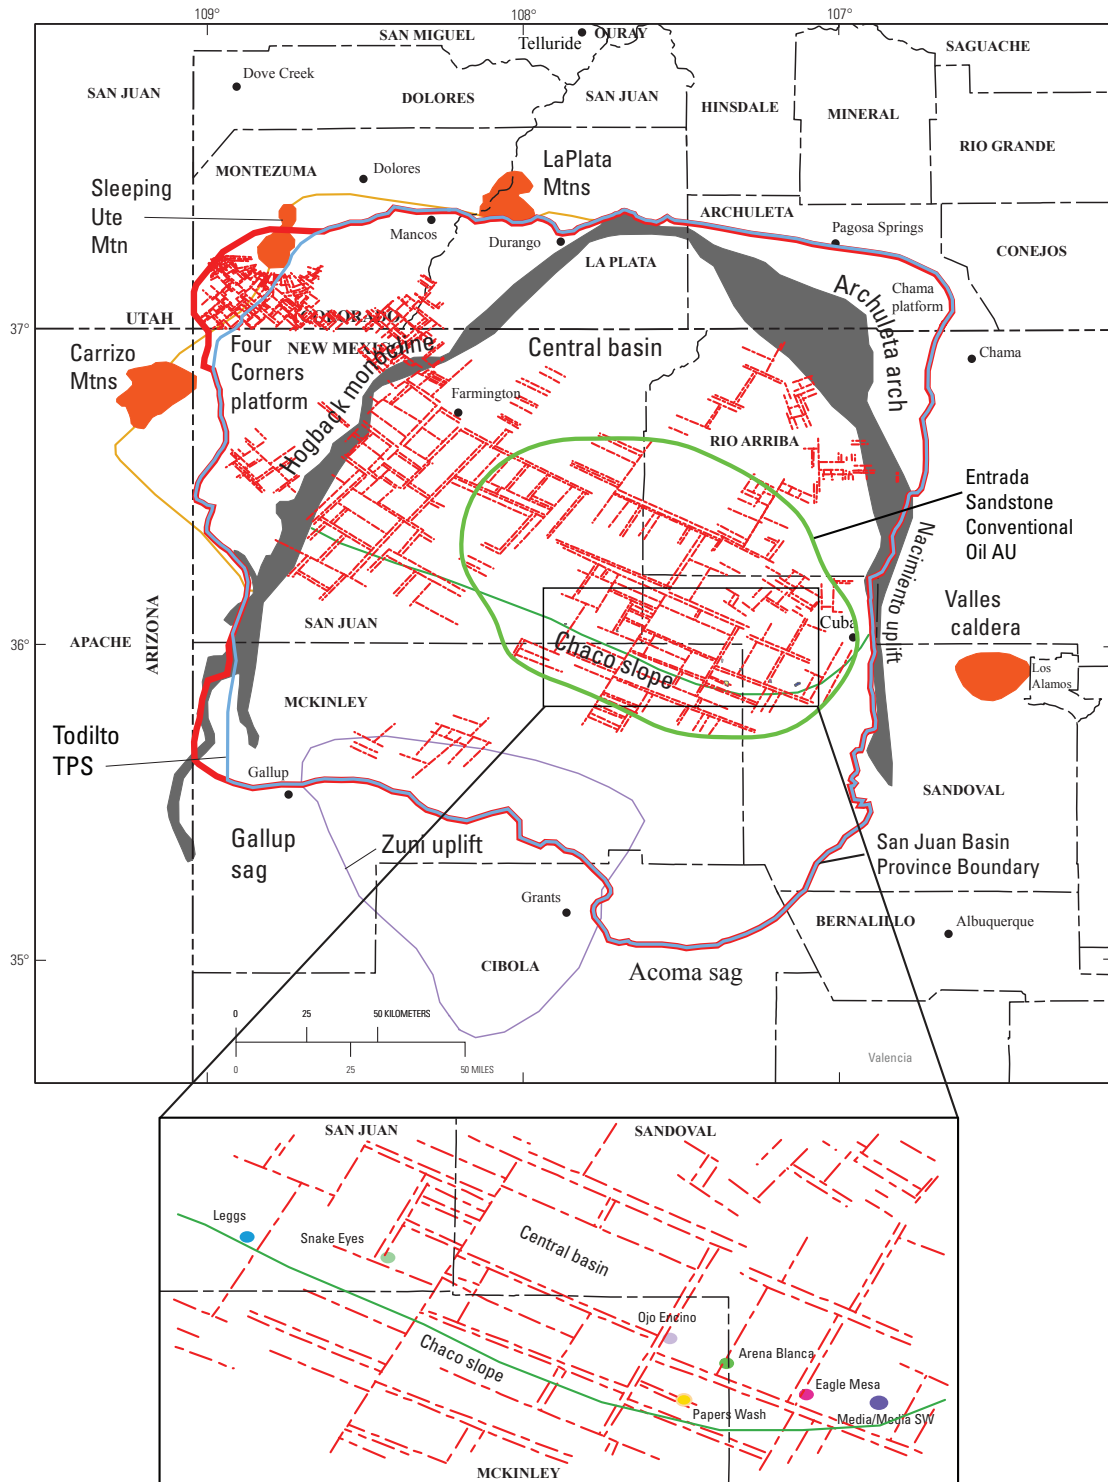 109°
108°
107°
SAN MIGUEL
Telluride
OURAY
SAGUACHE
Dove Creek
SAN JUAN
DOLORES
SAN JUAN
HINSDALE
MINERAL
RIO GRANDE
MONTEZUMA
Dolores
LaPlata
Mtns
Sleeping
Ute
Mtn
Mancos
Durango
ARCHULETA
Pagosa Springs
CONEJOS
LA PLATA
Chama
platform
Archuleta arch
37°
UTAH
COLORADO
NEW MEXICO
Four
Corners
platform
Hogback monocline
Central basin
Chama
Carrizo
Mtns
Farmington
RIO ARRIBA
Entrada
Sandstone
Conventional
Oil AU
Nacimiento uplift
ARIZONA
SAN JUAN
Cuba
Valles
caldera
36°
APACHE
Chaco slope
Los
Alamos
MCKINLEY
Todilto
TPS
Gallup
SANDOVAL
Gallup
sag
Zuni uplift
San Juan Basin
Province Boundary
Grants
BERNALILLO
Albuquerque
35°
CIBOLA
Acoma sag
0
25
50 KILOMETERS
0
25
50 MILES
Valencia
SAN JUAN
SANDOVAL
Leggs
Snake Eyes
Central basin
Ojo Encino
Chaco slope
Arena Blanca
Eagle Mesa
Papers Wash
Media/Media SW
MCKINLEY